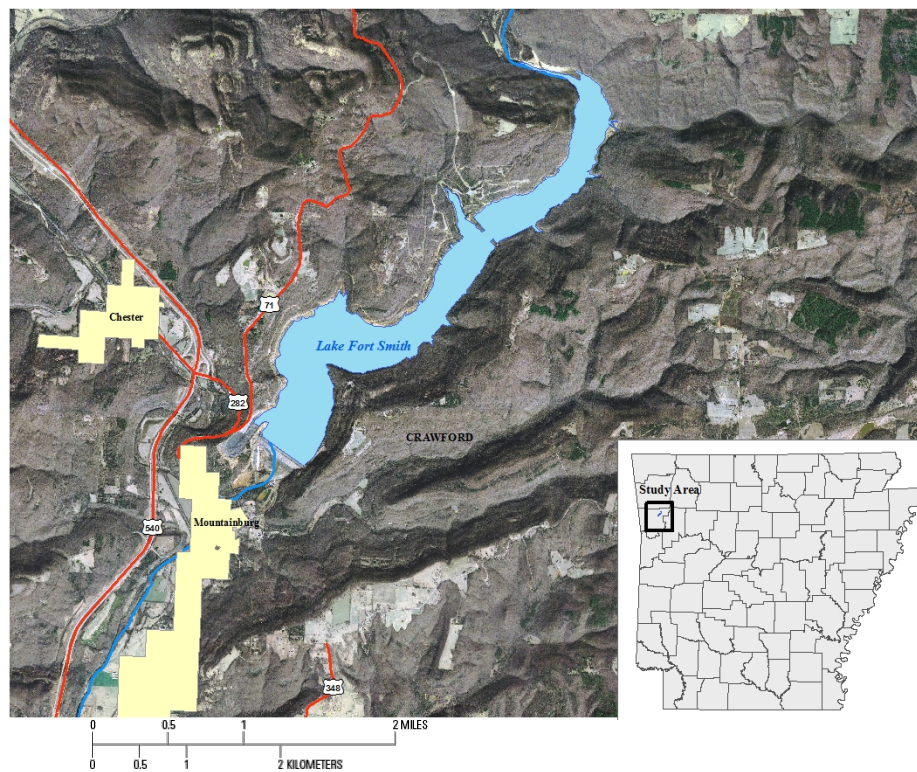 Chester
71
Lake Fort Smith
282
CRAWFORD
Study Area
Mountainburg
540
348
0 0.5 1 2 MILES
0 0.5 1 2 KILOMETERS